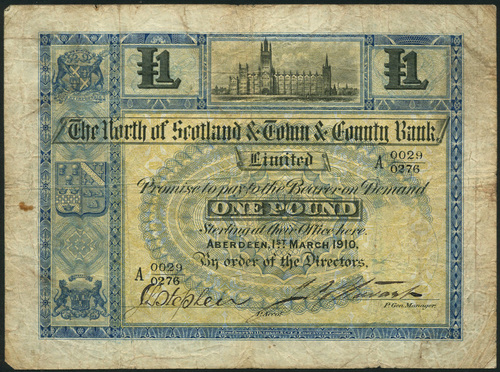 £1 £1
The North of Scotland & Town & County Bank
Limited
A 0029/0276
Promise to pay to the Bearer on Demand
ONE POUND
Sterling at their Office here.
ABERDEEN, 1ST MARCH 1910.
By order of the Directors.
A 0029/0276
pr. Gen. Manager.